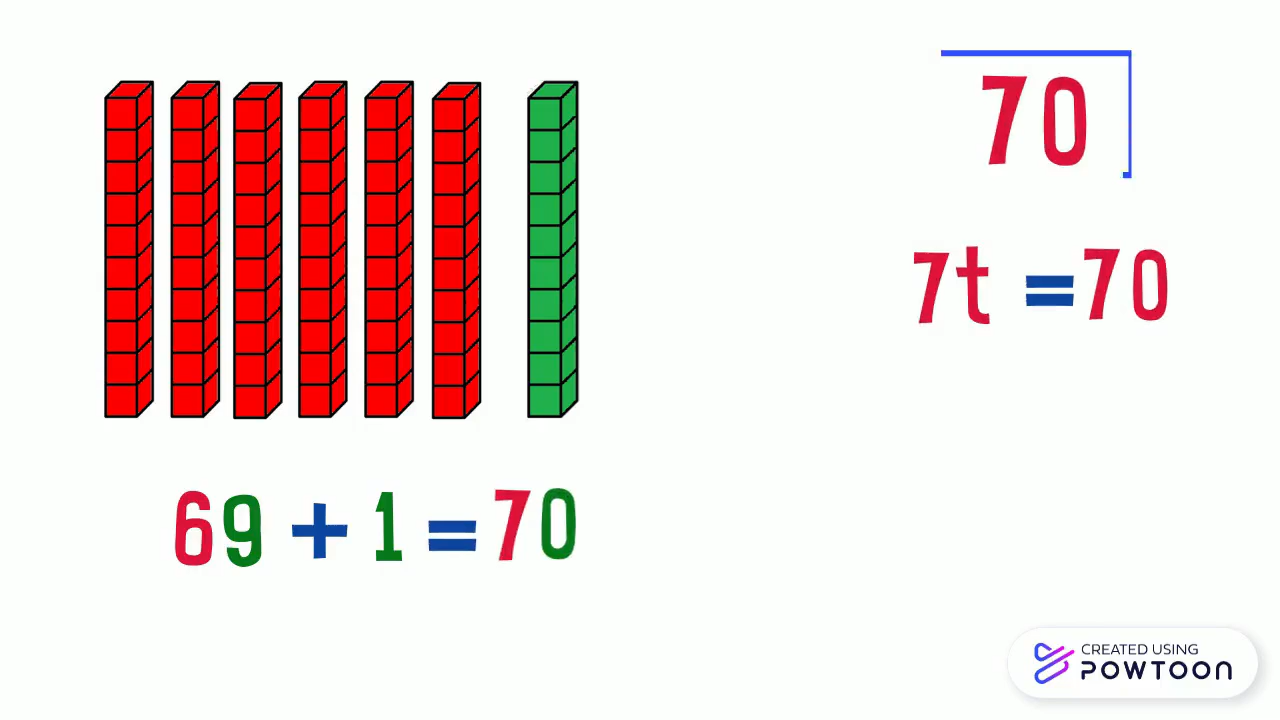 70
7t = 70
69 + 1 = 70
CREATED USING
POWTOON